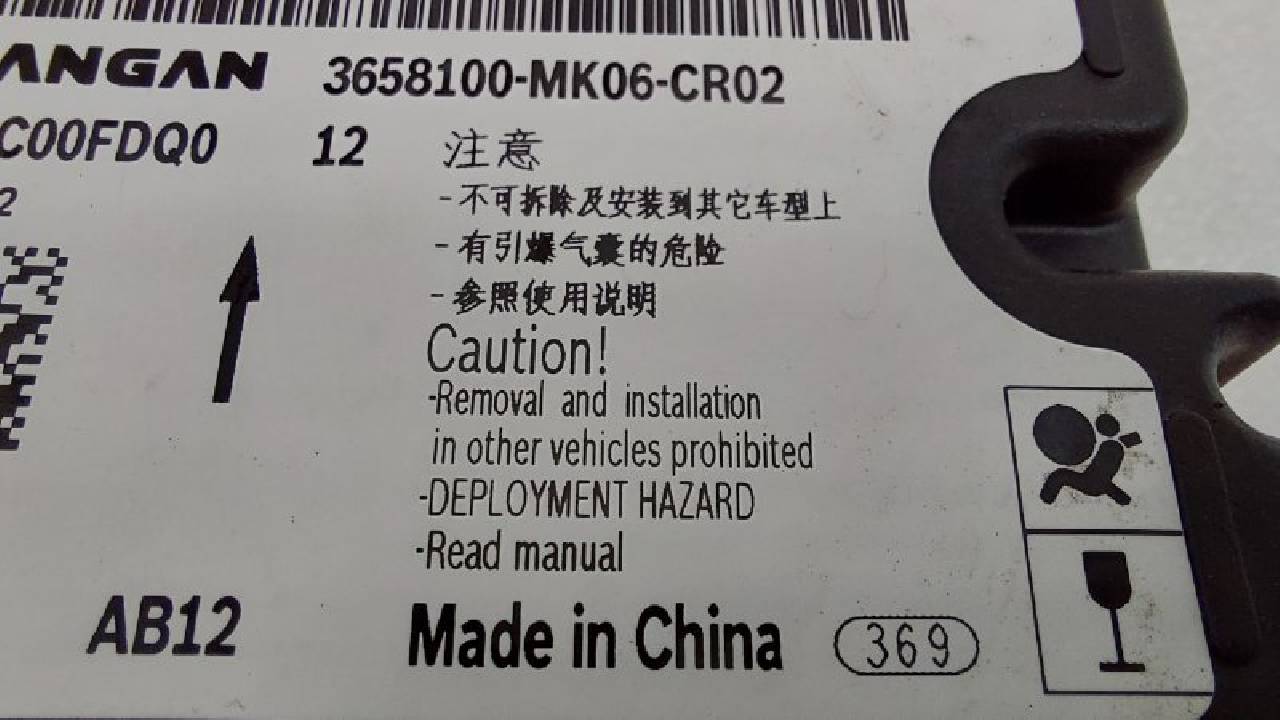 ANGAN 3658100-MK06-CR02
C00FDQ0 12 注意
2 -不可拆除及安装到其它车型上
-有引爆气囊的危险
-参照使用说明
Caution!
-Removal and installation
in other vehicles prohibited
-DEPLOYMENT HAZARD
-Read manual
AB12 Made in China 369